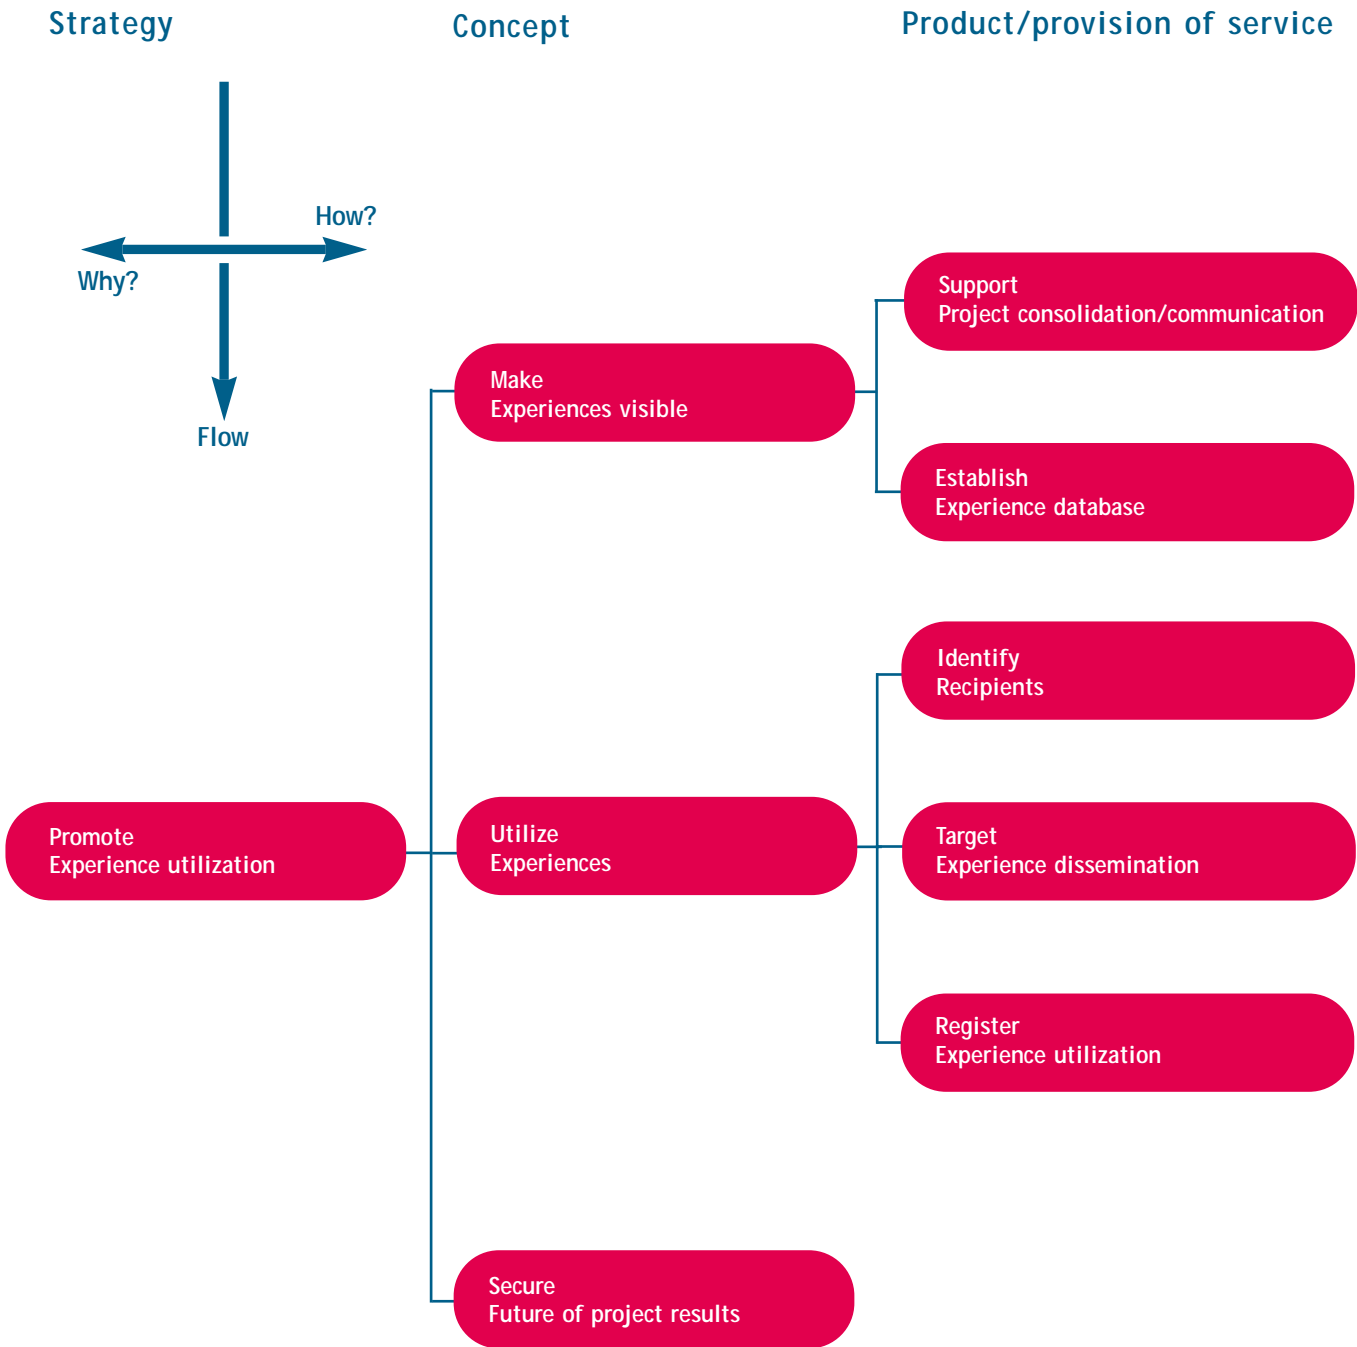 Strategy
Concept
Product/provision of service
How?
Why?
Flow
Support
Project consolidation/communication
Make
Experiences visible
Establish
Experience database
Identify
Recipients
Promote
Experience utilization
Utilize
Experiences
Target
Experience dissemination
Register
Experience utilization
Secure
Future of project results